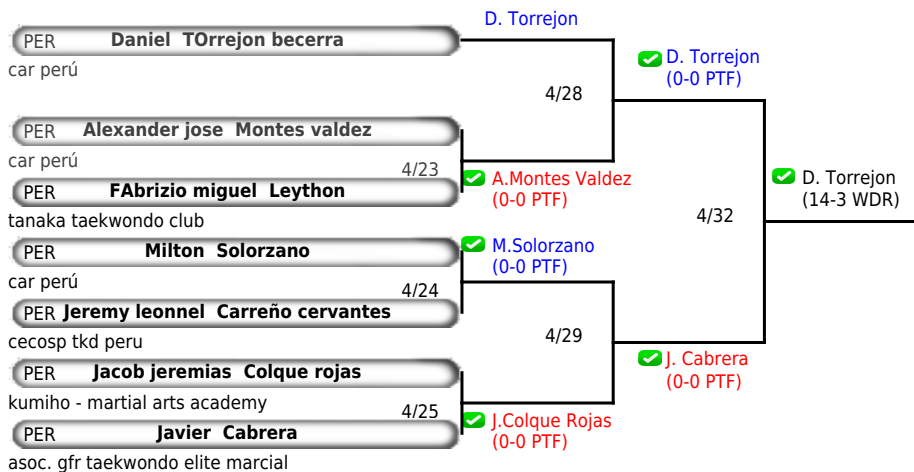 D. Torrejon
PER Daniel TOrrejon becerra
car perú
D. Torrejon
(0-0 PTF)
4/28
PER Alexander jose Montes valdez
car perú
4/23
A.Montes Valdez
(0-0 PTF)
PER FAbrizio miguel Leython
tanaka taekwondo club
D. Torrejon
(14-3 WDR)
4/32
PER Milton Solorzano
car perú
M.Solorzano
(0-0 PTF)
4/24
PER Jeremy leonnel Carreño cervantes
cecosp tkd peru
4/29
PER Jacob jeremias Colque rojas
kumiho - martial arts academy
J. Cabrera
(0-0 PTF)
4/25
J.Colque Rojas
(0-0 PTF)
PER Javier Cabrera
asoc. gfr taekwondo elite marcial